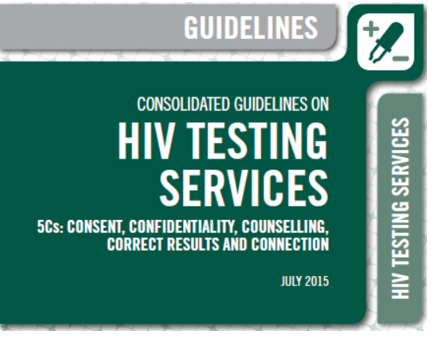 GUIDELINES
CONSOLIDATED GUIDELINES ON
HIV TESTING
SERVICES
5Cs: CONSENT, CONFIDENTIALITY, COUNSELLING,
CORRECT RESULTS AND CONNECTION
JULY 2015
HIV TESTING SERVICES